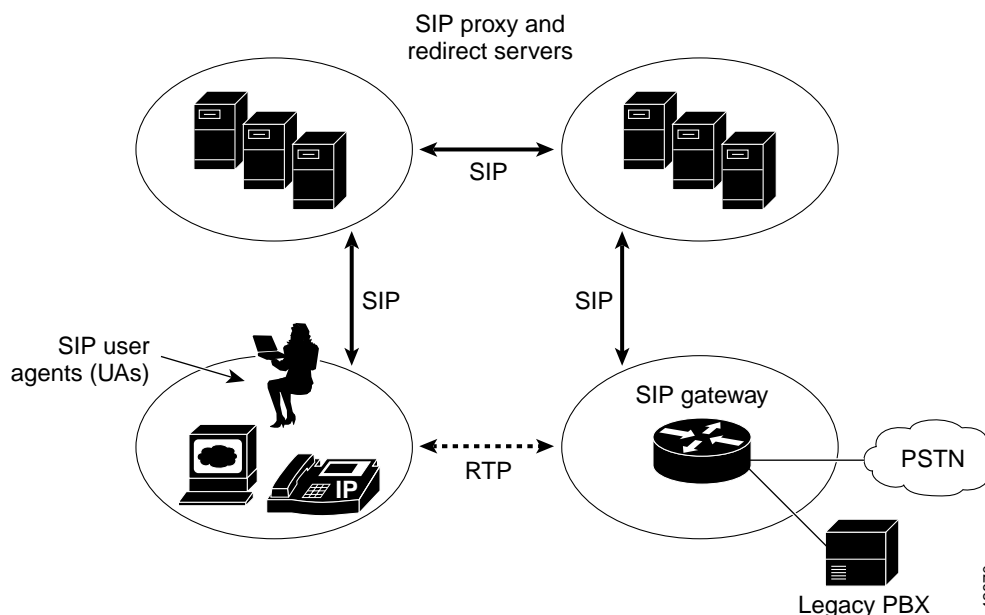 SIP proxy and
redirect servers
SIP
SIP
SIP
SIP user
agents (UAs)
SIP gateway
RTP
IP
PSTN
Legacy PBX